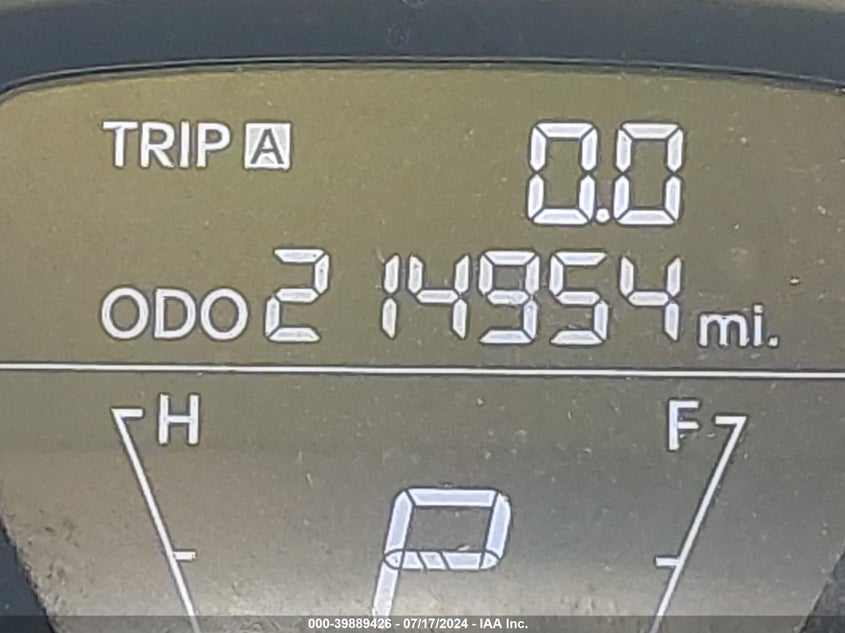 TRIP A 0.0
ODO 214954 mi.
H F
P
000-39889426 - 07/17/2024 - IAA Inc.